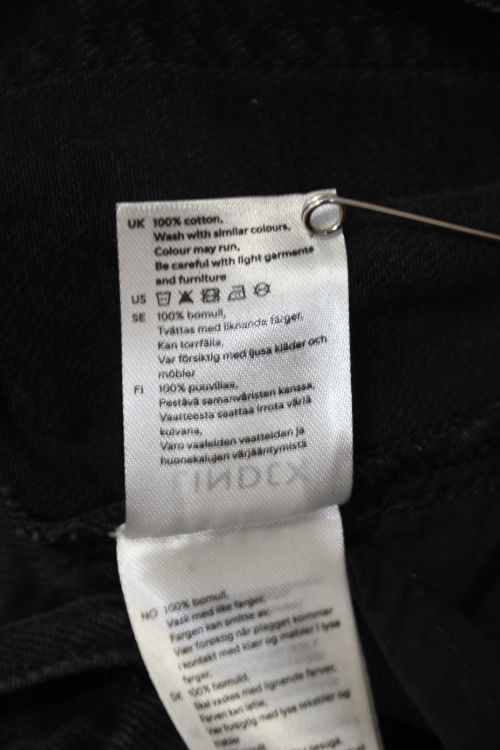 UK 100% cotton,
Wash with similar colours,
Colour may run,
Be careful with light garments
and furniture
US
SE 100% bomull,
Tvättas med liknande färger,
Kan torrfälla,
Var försiktig med ljusa kläder och
möbler
FI 100% puuvillaa,
Pestävä samanväristen kanssa,
Vaatteesta saattaa irrota väriä
kuivana,
Varo vaaleiden vaatteiden ja
huonekalujen värjääntymistä
LINDEX
NO 100% bomull,
Vask med like farger,
Fargen kan smitte av,
Vær forsiktig når plagget kommer
i kontakt med klær og møbler i lyse
farger,
DK 100% bomuld,
Skal vaskes med lignende farver,
Farven kan falme,
Vær forsigtig med lyse tekstiler og
møbler